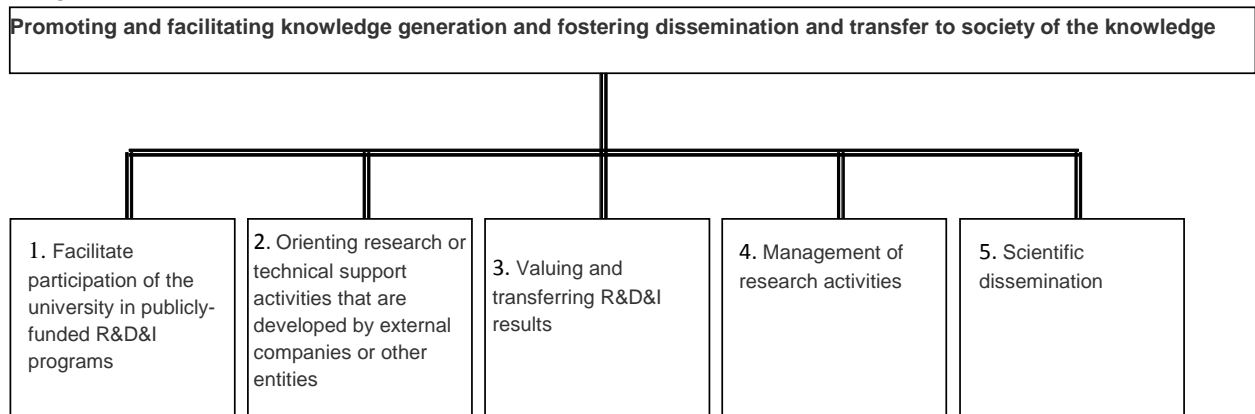 Promoting and facilitating knowledge generation and fostering dissemination and transfer to society of the knowledge
1. Facilitate
participation of the
university in publicly-
funded R&D&I
programs
2. Orienting research or
technical support
activities that are
developed by external
companies or other
entities
3. Valuing and
transferring R&D&I
results
4. Management of
research activities
5. Scientific
dissemination